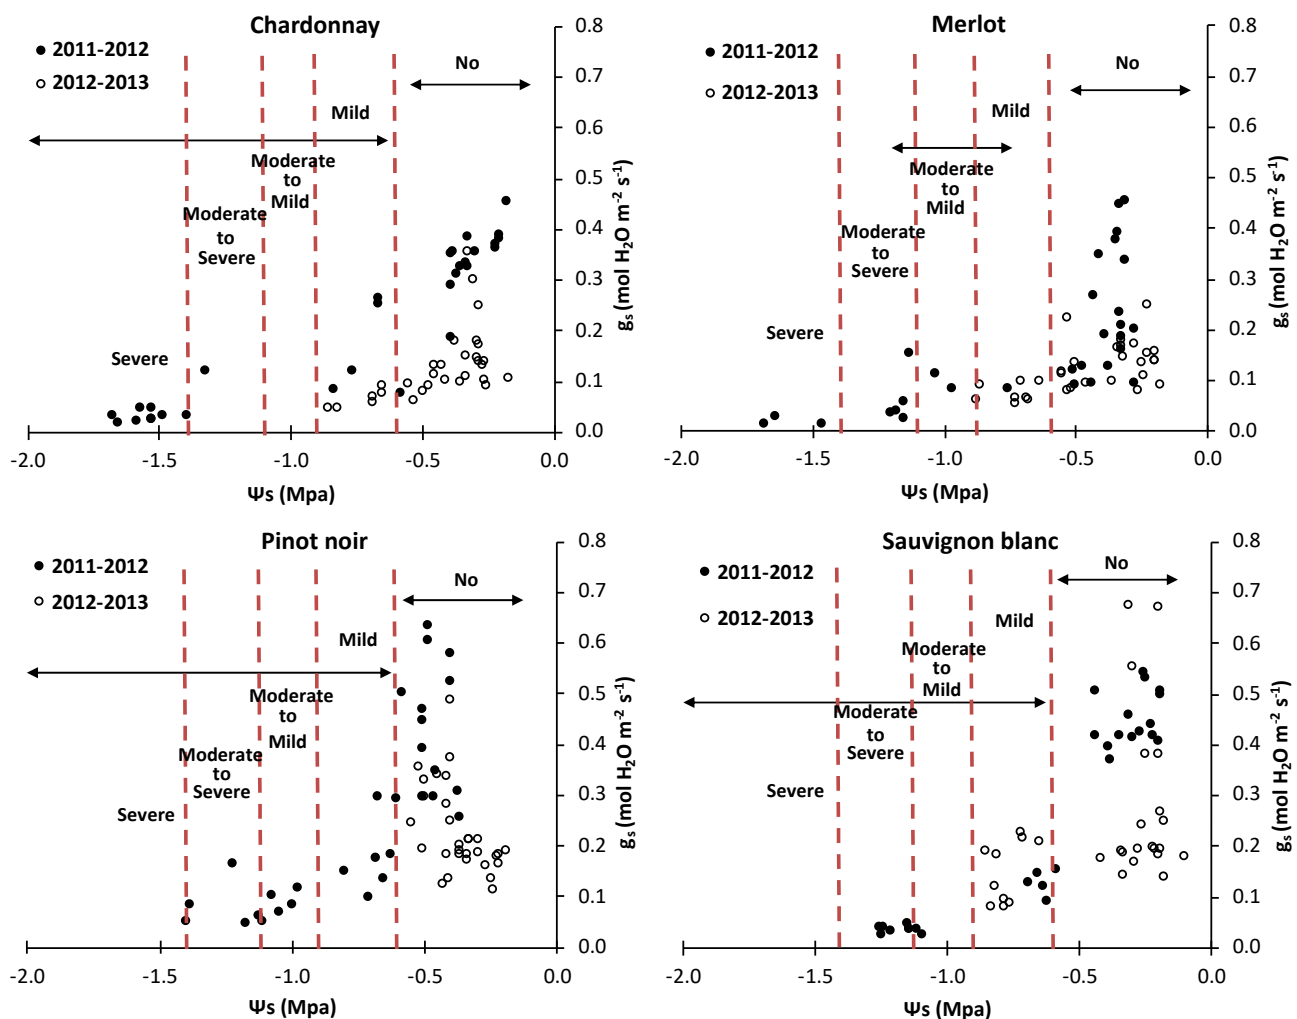 Chardonnay
2011-2012
2012-2013
No
Mild
Moderate
to
Mild
Moderate
to
Severe
Severe
0.8
0.7
0.6
0.5
0.4
0.3
0.2
0.1
0.0
gs (mol H2O m-2 s-1)
-2.0 -1.5 -1.0 -0.5 0.0
Ψs (Mpa)
Merlot
2011-2012
2012-2013
No
Mild
Moderate
to
Mild
Moderate
to
Severe
Severe
0.8
0.7
0.6
0.5
0.4
0.3
0.2
0.1
0.0
gs (mol H2O m-2 s-1)
-2.0 -1.5 -1.0 -0.5 0.0
Ψs (Mpa)
Pinot noir
2011-2012
2012-2013
No
Mild
Moderate
to
Mild
Moderate
to
Severe
Severe
0.8
0.7
0.6
0.5
0.4
0.3
0.2
0.1
0.0
gs (mol H2O m-2 s-1)
-2.0 -1.5 -1.0 -0.5 0.0
Ψs (Mpa)
Sauvignon blanc
2011-2012
2012-2013
No
Mild
Moderate
to
Mild
Moderate
to
Severe
Severe
0.8
0.7
0.6
0.5
0.4
0.3
0.2
0.1
0.0
gs (mol H2O m-2 s-1)
-2.0 -1.5 -1.0 -0.5 0.0
Ψs (Mpa)